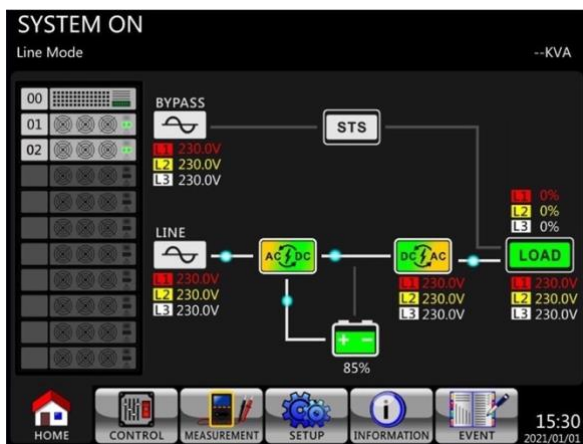 SYSTEM ON
Line Mode
--KVA
00
01
02
BYPASS
L1 230.0V
L2 230.0V
L3 230.0V
STS
L1 0%
L2 0%
L3 0%
LINE
L1 230.0V
L2 230.0V
L3 230.0V
AC DC
DC AC
L1 230.0V
L2 230.0V
L3 230.0V
LOAD
L1 230.0V
L2 230.0V
L3 230.0V
+ −
85%
HOME
CONTROL
MEASUREMENT
SETUP
INFORMATION
EVENT
15:30
2021/01/03